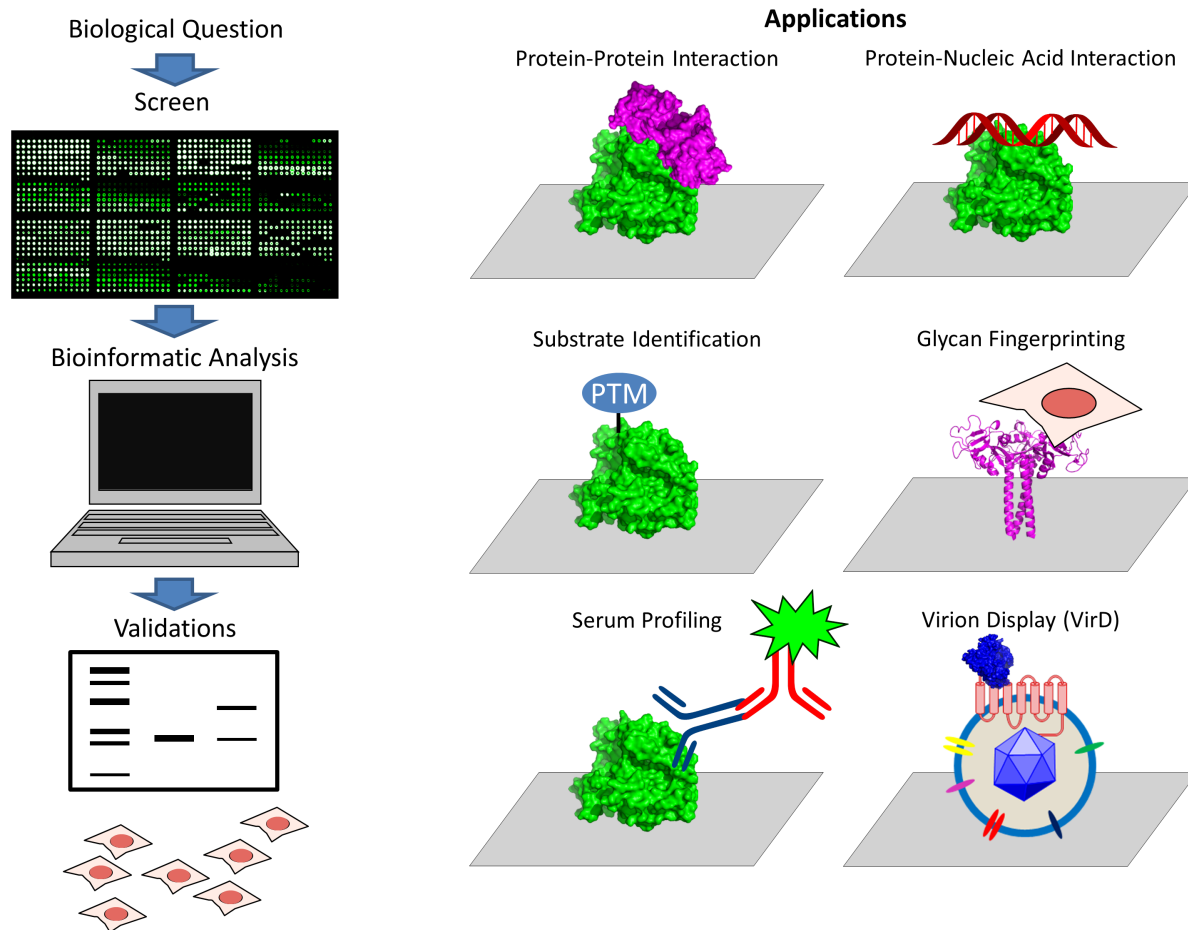 Biological Question
Screen
Bioinformatic Analysis
Validations
Applications
Protein-Protein Interaction
Protein-Nucleic Acid Interaction
Substrate Identification
Glycan Fingerprinting
PTM
Serum Profiling
Virion Display (VirD)